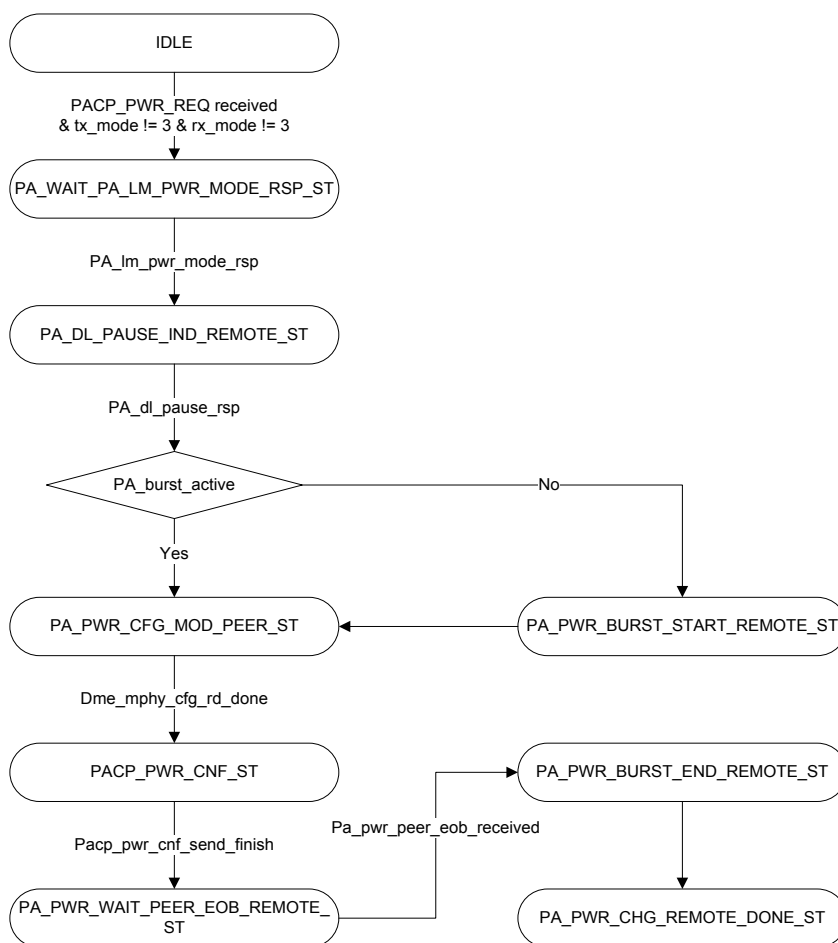 IDLE
PACP_PWR_REQ received
& tx_mode != 3 & rx_mode != 3
PA_WAIT_PA_LM_PWR_MODE_RSP_ST
PA_lm_pwr_mode_rsp
PA_DL_PAUSE_IND_REMOTE_ST
PA_dl_pause_rsp
PA_burst_active
No
Yes
PA_PWR_CFG_MOD_PEER_ST
PA_PWR_BURST_START_REMOTE_ST
Dme_mphy_cfg_rd_done
PACP_PWR_CNF_ST
PA_PWR_BURST_END_REMOTE_ST
Pa_pwr_peer_eob_received
Pacp_pwr_cnf_send_finish
PA_PWR_WAIT_PEER_EOB_REMOTE_
ST
PA_PWR_CHG_REMOTE_DONE_ST